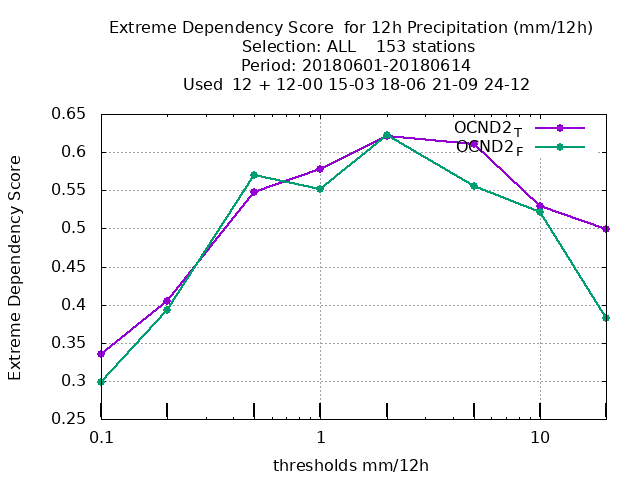 Extreme Dependency Score  for 12h Precipitation (mm/12h)
Selection: ALL    153 stations
Period: 20180601-20180614
Used  12 + 12-00 15-03 18-06 21-09 24-12
OCND2_T
OCND2_F
Extreme Dependency Score
0.65
0.6
0.55
0.5
0.45
0.4
0.35
0.3
0.25
0.1
1
10
thresholds mm/12h